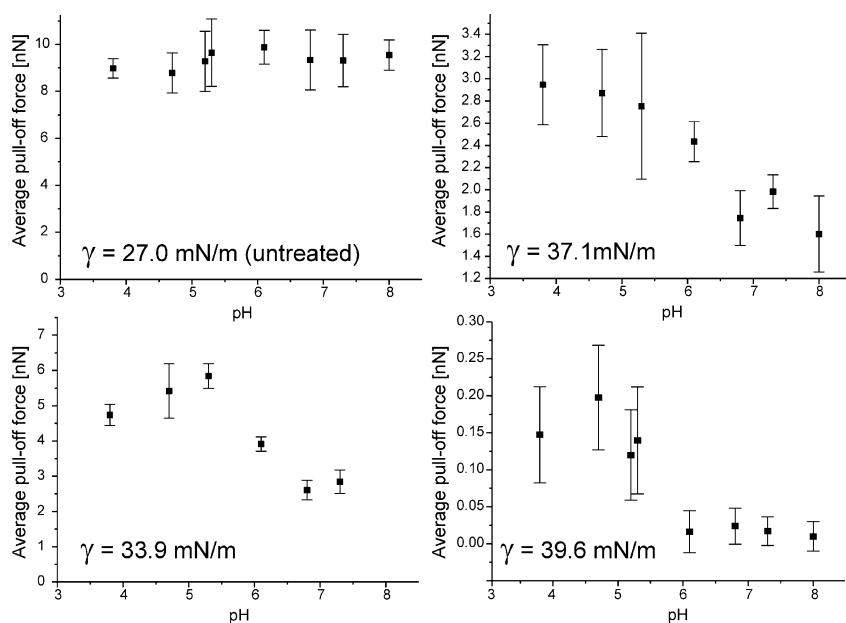 Average pull-off force [nN]
10
8
6
4
2
0
γ = 27.0 mN/m (untreated)
3 4 5 6 7 8
pH
Average pull-off force [nN]
3.4
3.2
3.0
2.8
2.6
2.4
2.2
2.0
1.8
1.6
1.4
1.2
γ = 37.1mN/m
3 4 5 6 7 8
pH
Average pull-off force [nN]
7
6
5
4
3
2
1
0
γ = 33.9 mN/m
3 4 5 6 7 8
pH
Average pull-off force [nN]
0.30
0.25
0.20
0.15
0.10
0.05
0.00
γ = 39.6 mN/m
3 4 5 6 7 8
pH